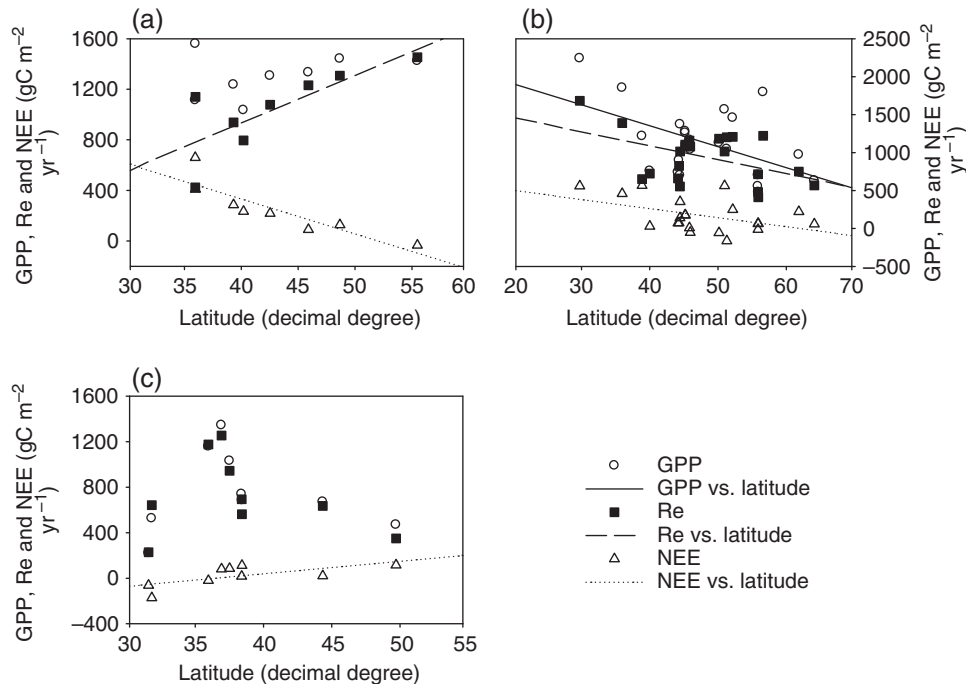 (a)
GPP, Re and NEE (gC m−2
yr−1)
1600
1200
800
400
0
30 35 40 45 50 55 60
Latitude (decimal degree)
(b)
2500
2000
1500
1000
500
0
−500
GPP, Re and NEE (gC m−2
yr−1)
20 30 40 50 60 70
Latitude (decimal degree)
(c)
GPP, Re and NEE (gC m−2
yr−1)
1600
1200
800
400
0
−400
30 35 40 45 50 55
Latitude (decimal degree)
GPP
GPP vs. latitude
Re
Re vs. latitude
NEE
NEE vs. latitude